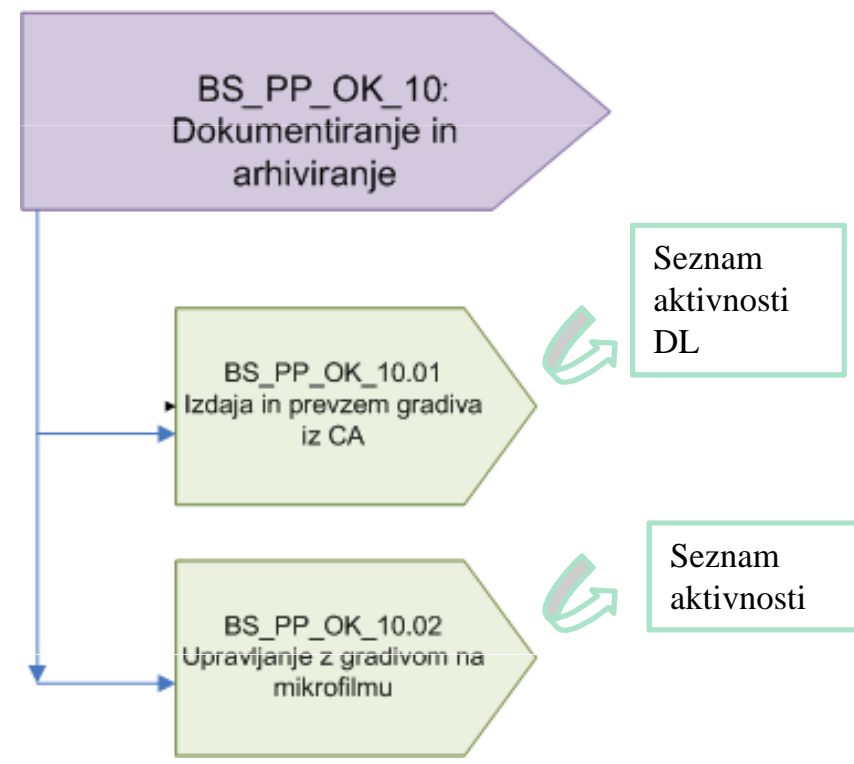 BS_PP_OK_10:
Dokumentiranje in
arhiviranje
Seznam
aktivnosti
DL
BS_PP_OK_10.01
Izdaja in prevzem gradiva
iz CA
Seznam
aktivnosti
BS_PP_OK_10.02
Upravljanje z gradivom na
mikrofilmu